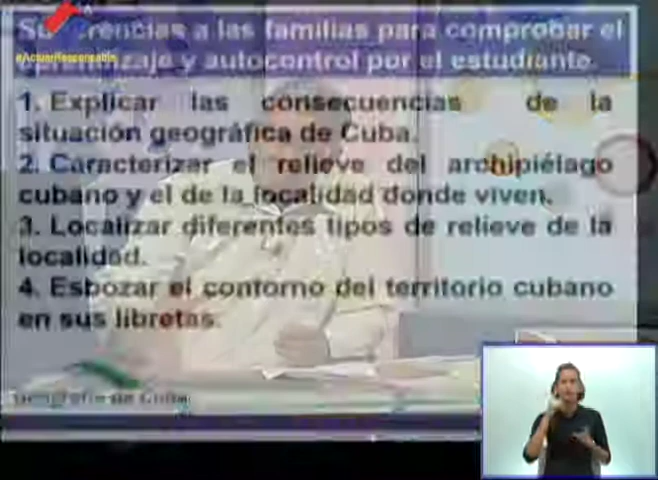 Sugerencias a las familias para comprobar el
#ActuarResponsable
aprendizaje y autocontrol por el estudiante.
1. Explicar las consecuencias de la
situación geográfica de Cuba.
2. Caracterizar el relieve del archipiélago
cubano y el de la localidad donde viven.
3. Localizar diferentes tipos de relieve de la
localidad.
4. Esbozar el contorno del territorio cubano
en sus libretas.
Geografía de Cuba